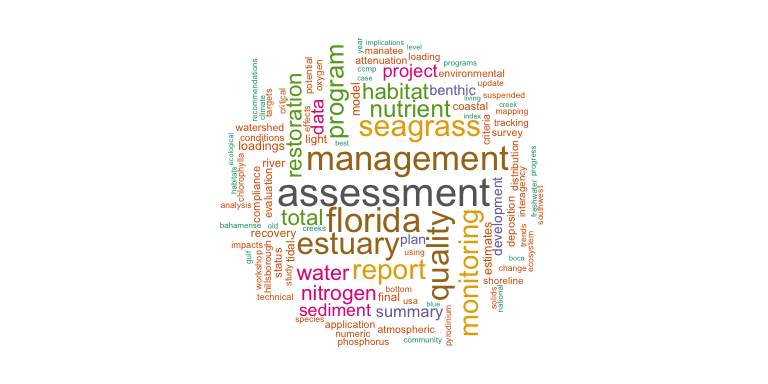 year
implications
level
manatee
loading
attenuation
ccmp
programs
case
project
environmental
recommendations
climate
targets
critical
restoration
potential
oxygen
effects
data
program
model
habitat
benthic
update
living
suspended
nutrient
coastal
creek
index
mapping
seagrass
criteria
tracking
survey
watershed
conditions
loadings
light
best
ecological
habitats
chlorophylla
river
management
distribution
progress
analysis
compliance
evaluation
assessment
interagency
freshwater
southwest
bahamense
old
total
creeks
florida
development
deposition
recovery
estuary
plan
quality
monitoring
estimates
trends
ecosystem
impacts
gulf
workshop
hillsborough
status
study
tidal
using
boca
change
water
report
shoreline
technical
nitrogen
bottom
final
usa
solids
national
sediment
summary
blue
species
application
atmospheric
numeric
phosphorus
community
pyrodinium